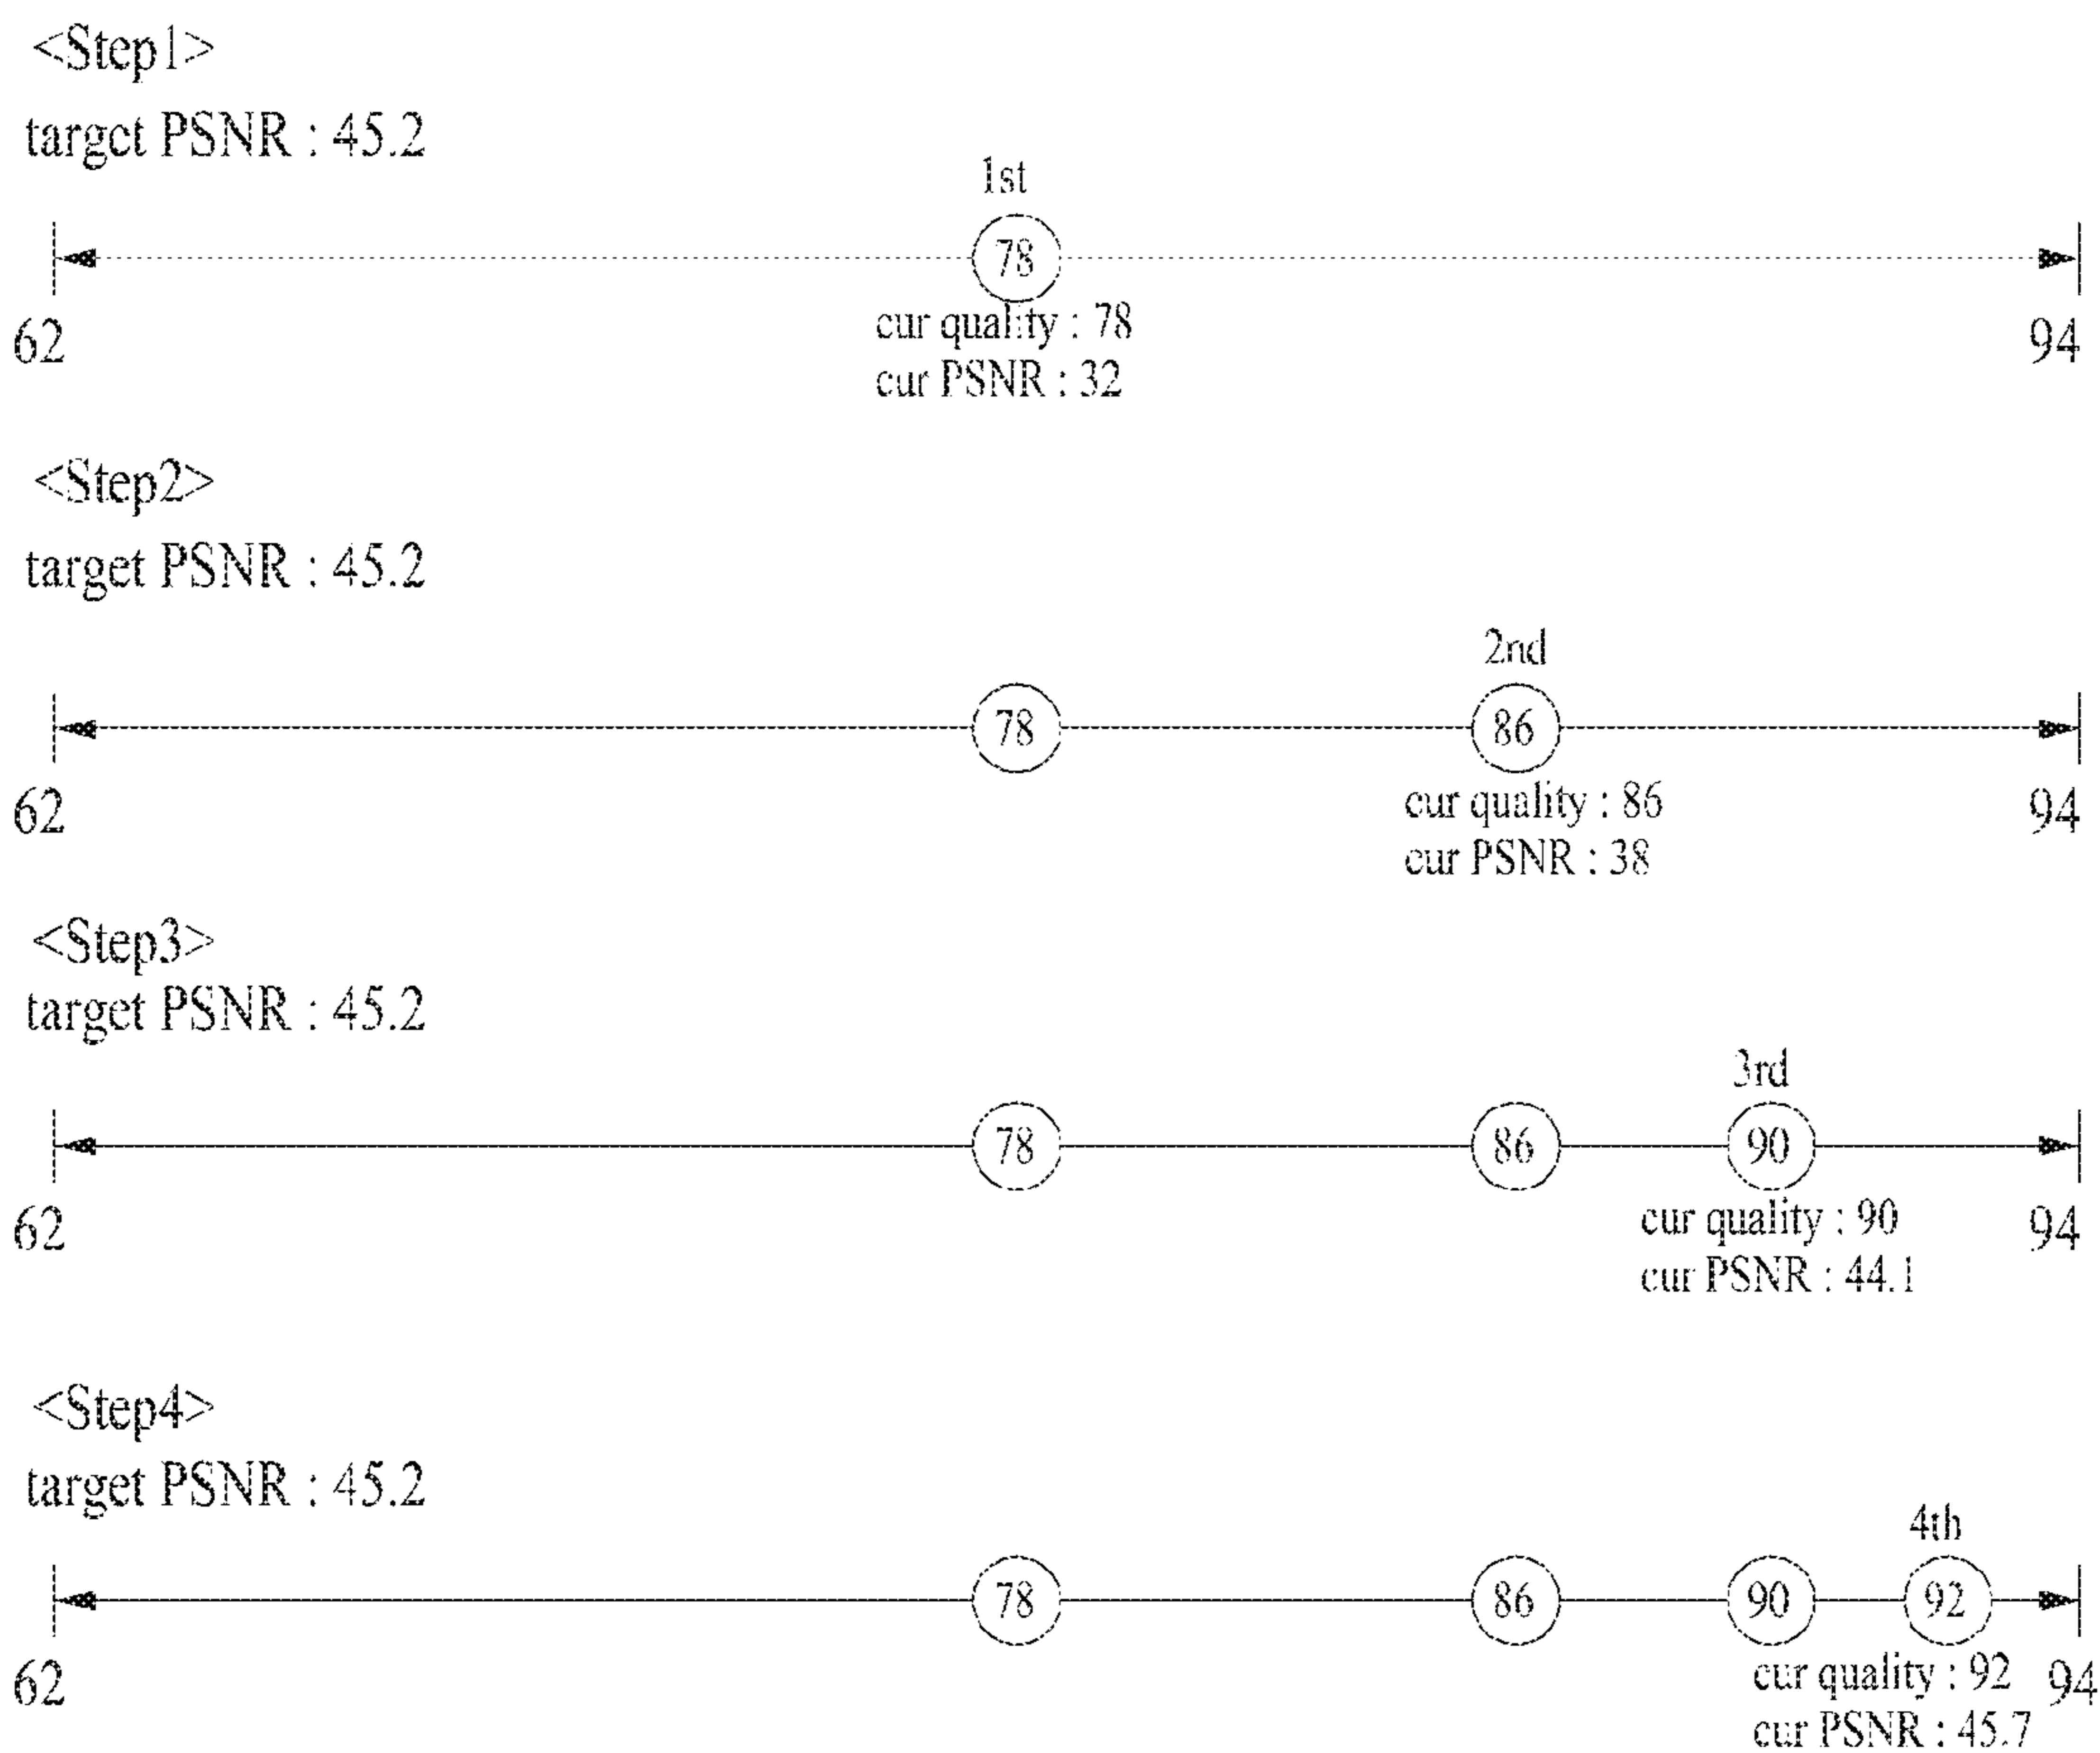 <Step1>
target PSNR : 45.2
1st
78
62
94
cur quality : 78
cur PSNR : 32
<Step2>
target PSNR : 45.2
2nd
78
86
62
94
cur quality : 86
cur PSNR : 38
<Step3>
target PSNR : 45.2
3rd
78
86
90
62
94
cur quality : 90
cur PSNR : 44.1
<Step4>
target PSNR : 45.2
4th
78
86
90
92
62
94
cur quality : 92
cur PSNR : 45.7